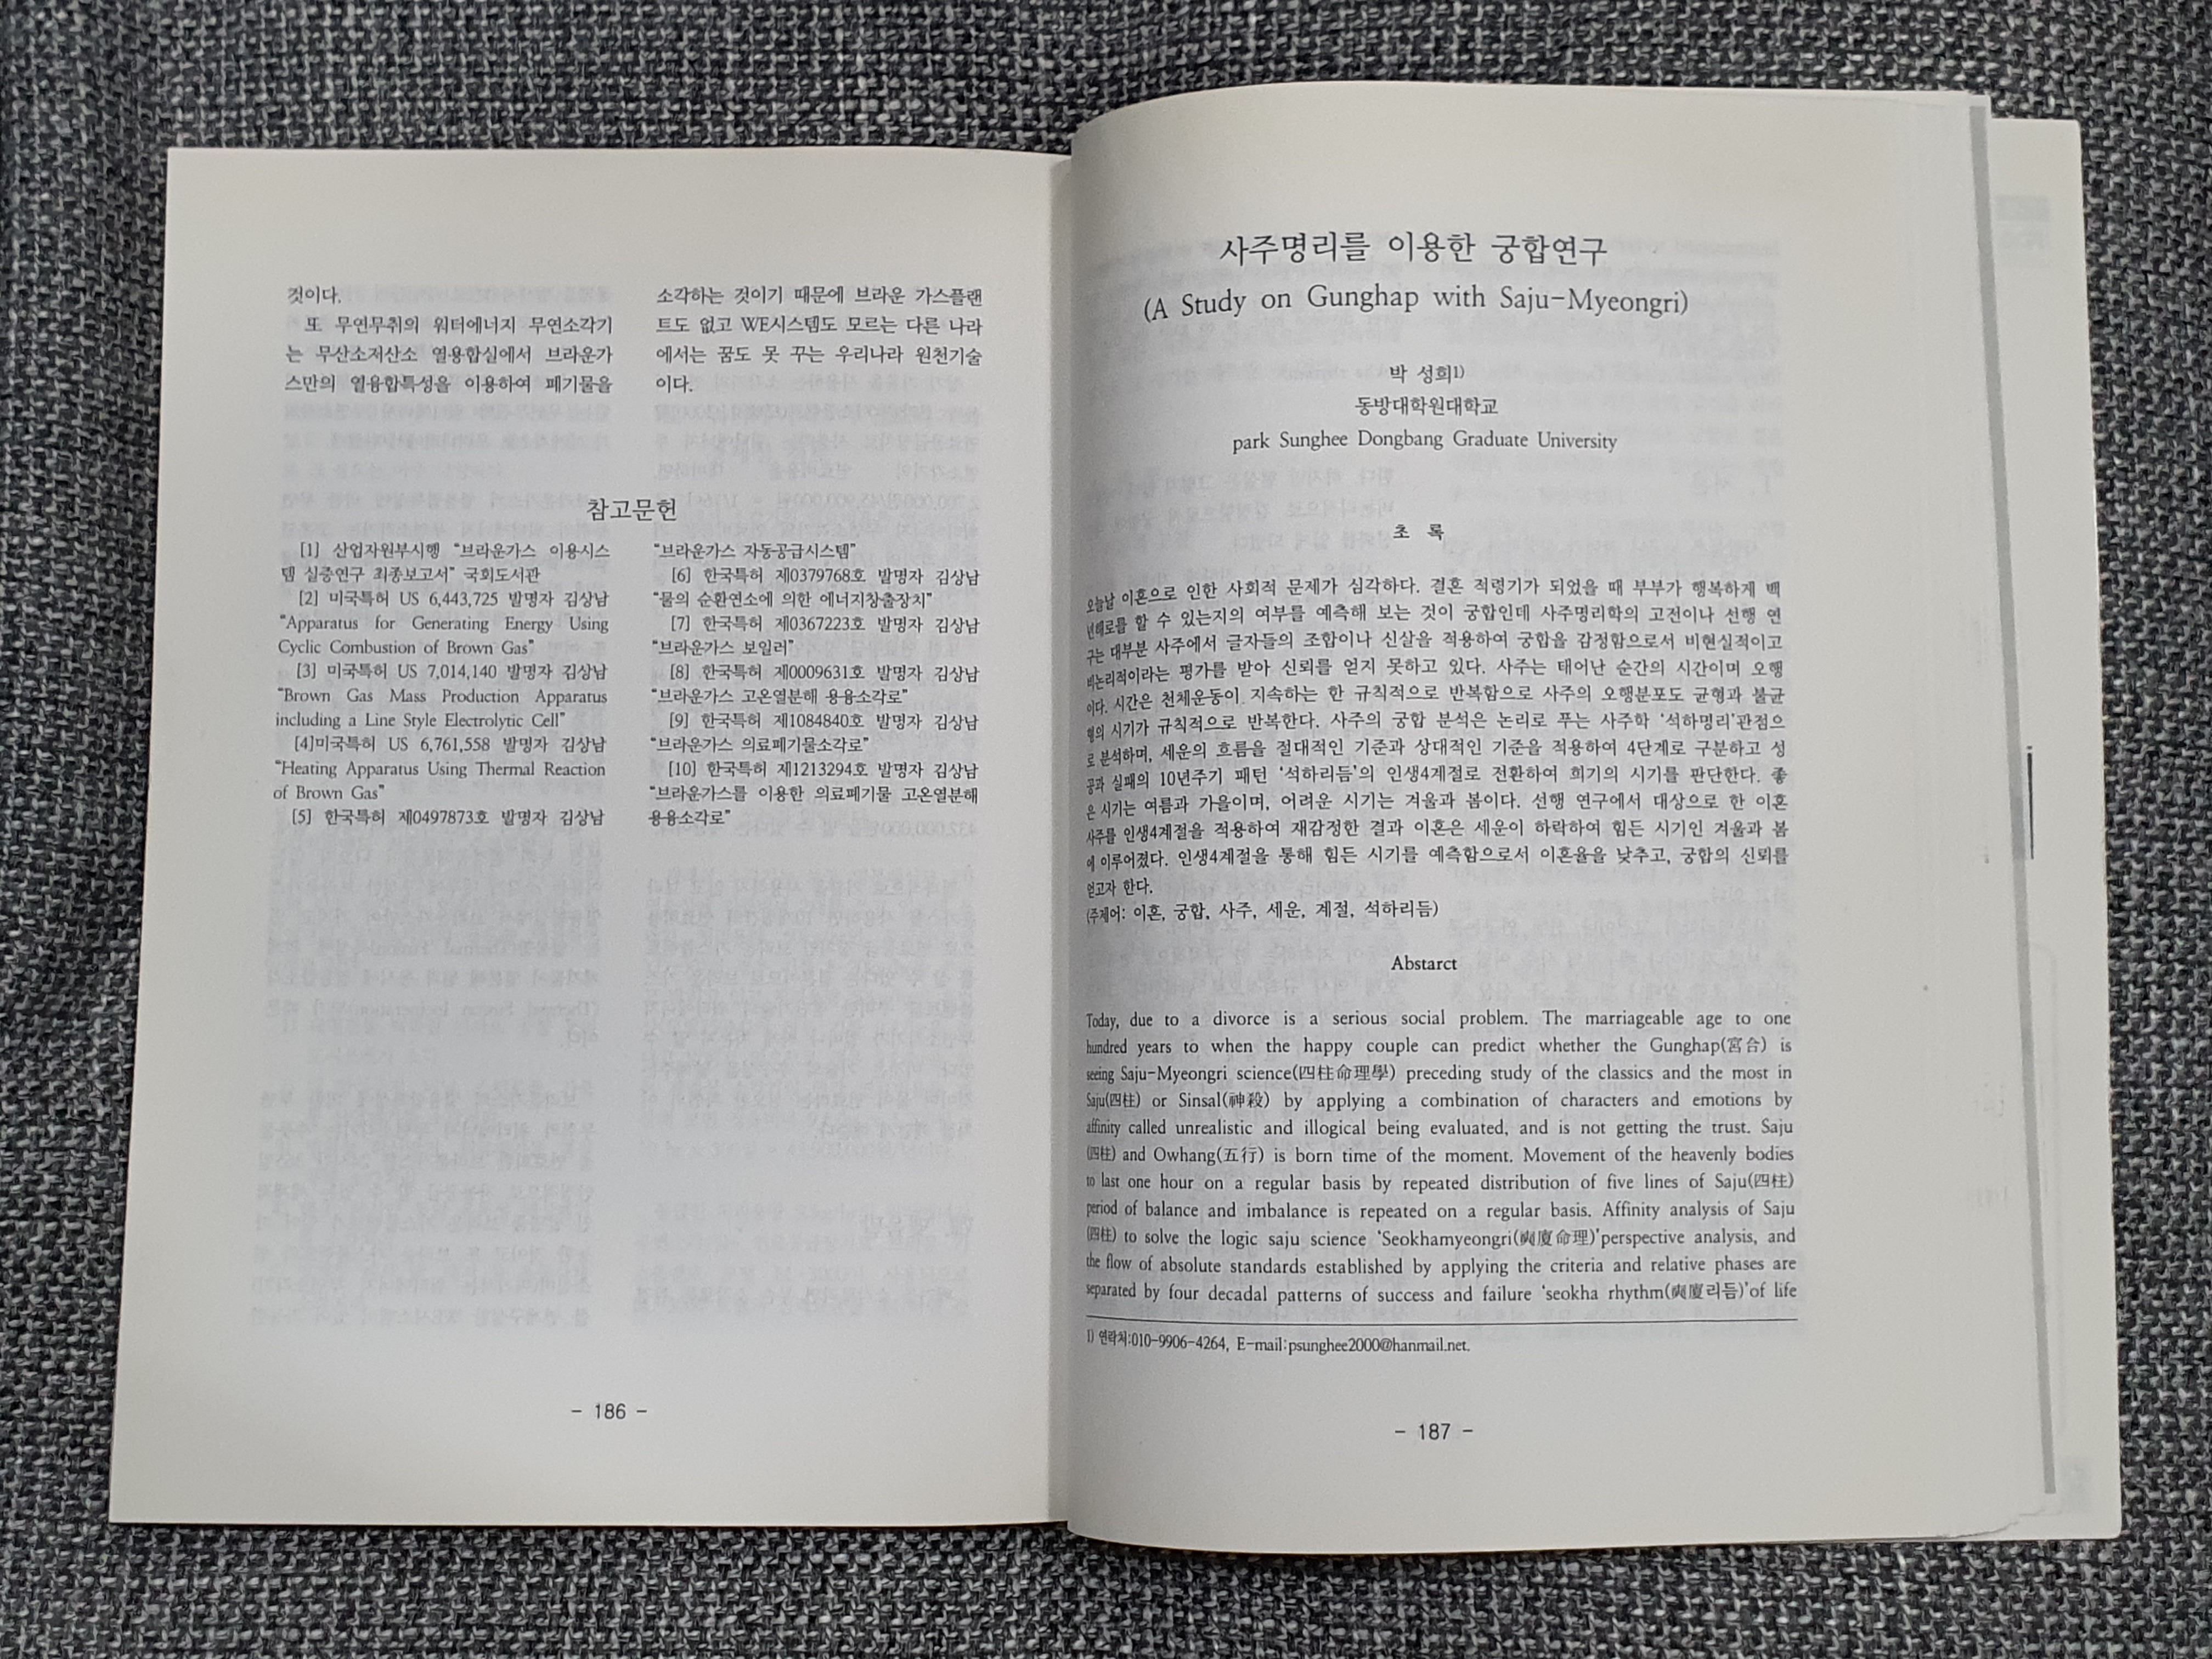 것이다.
또 무연무취의 워터에너지 무연소각기
는 무산소저산소 열용합실에서 브라운가
스만의 열융합특성을 이용하여 폐기물을
소각하는 것이기 때문에 브라운 가스플랜
트도 없고 WE시스템도 모르는 다른 나라
에서는 꿈도 못 꾸는 우리나라 원천기술
이다.
참고문헌
[1] 산업자원부시행 “브라운가스 이용시스
템 실증연구 최종보고서” 국회도서관
[2] 미국특허 US 6,443,725 발명자 김상남
“Apparatus for Generating Energy Using
Cyclic Combustion of Brown Gas”
[3] 미국특허 US 7,014,140 발명자 김상남
“Brown Gas Mass Production Apparatus
including a Line Style Electrolytic Cell”
[4]미국특허 US 6,761,558 발명자 김상남
“Heating Apparatus Using Thermal Reaction
of Brown Gas”
[5] 한국특허 제0497873호 발명자 김상남
“브라운가스 자동공급시스템”
[6] 한국특허 제0379768호 발명자 김상남
“물의 순환연소에 의한 에너지창출장치”
[7] 한국특허 제0367223호 발명자 김상남
“브라운가스 보일러”
[8] 한국특허 제0009631호 발명자 김상남
“브라운가스 고온열분해 용융소각로”
[9] 한국특허 제1084840호 발명자 김상남
“브라운가스 의료폐기물소각로”
[10] 한국특허 제1213294호 발명자 김상남
“브라운가스를 이용한 의료폐기물 고온열분해
용융소각로”
- 186 -
사주명리를 이용한 궁합연구
(A Study on Gunghap with Saju-Myeongri)
박 성희1)
동방대학원대학교
park Sunghee Dongbang Graduate University
초 록
오늘날 이혼으로 인한 사회적 문제가 심각하다. 결혼 적령기가 되었을 때 부부가 행복하게 백
년해로를 할 수 있는지의 여부를 예측해 보는 것이 궁합인데 사주명리학의 고전이나 선행 연
구는 대부분 사주에서 글자들의 조합이나 신살을 적용하여 궁합을 감정함으로서 비현실적이고
비논리적이라는 평가를 받아 신뢰를 얻지 못하고 있다. 사주는 태어난 순간의 시간이며 오행
이다. 시간은 천체운동이 지속하는 한 규칙적으로 반복함으로 사주의 오행분포도 균형과 불균
형의 시기가 규칙적으로 반복한다. 사주의 궁합 분석은 논리로 푸는 사주학 ‘석하명리’관점으
로 분석하며, 세운의 흐름을 절대적인 기준과 상대적인 기준을 적용하여 4단계로 구분하고 성
공과 실패의 10년주기 패턴 ‘석하리듬’의 인생4계절로 전환하여 희기의 시기를 판단한다. 좋
은 시기는 여름과 가을이며, 어려운 시기는 겨울과 봄이다. 선행 연구에서 대상으로 한 이혼
사주를 인생4계절을 적용하여 재감정한 결과 이혼은 세운이 하락하여 힘든 시기인 겨울과 봄
에 이루어졌다. 인생4계절을 통해 힘든 시기를 예측함으로서 이혼율을 낮추고, 궁합의 신뢰를
얻고자 한다.
(주제어: 이혼, 궁합, 사주, 세운, 계절, 석하리듬)
Abstarct
Today, due to a divorce is a serious social problem. The marriageable age to one
hundred years to when the happy couple can predict whether the Gunghap(宮合) is
seeing Saju-Myeongri science(四柱命理學) preceding study of the classics and the most in
Saju(四柱) or Sinsal(神殺) by applying a combination of characters and emotions by
affinity called unrealistic and illogical being evaluated, and is not getting the trust. Saju
(四柱) and Owhang(五行) is born time of the moment. Movement of the heavenly bodies
to last one hour on a regular basis by repeated distribution of five lines of Saju(四柱)
period of balance and imbalance is repeated on a regular basis. Affinity analysis of Saju
(四柱) to solve the logic saju science ‘Seokhamyeongri(奭廈命理)’perspective analysis, and
the flow of absolute standards established by applying the criteria and relative phases are
separated by four decadal patterns of success and failure ‘seokha rhythm(奭廈리듬)’of life
1) 연락처:010-9906-4264, E-mail:psunghee2000@hanmail.net.
- 187 -